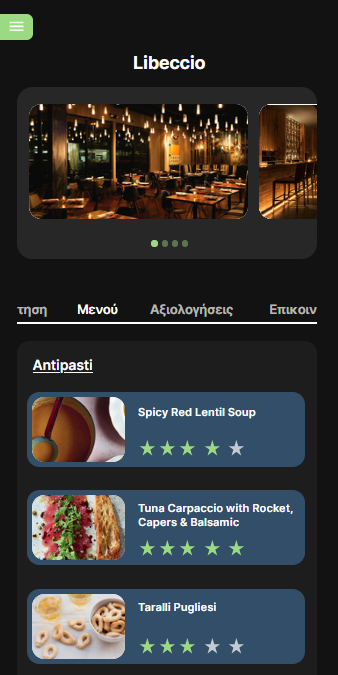 Libeccio
τηση Μενού Αξιολογήσεις Επικοιν
Antipasti
Spicy Red Lentil Soup
Tuna Carpaccio with Rocket,
Capers & Balsamic
Taralli Pugliesi